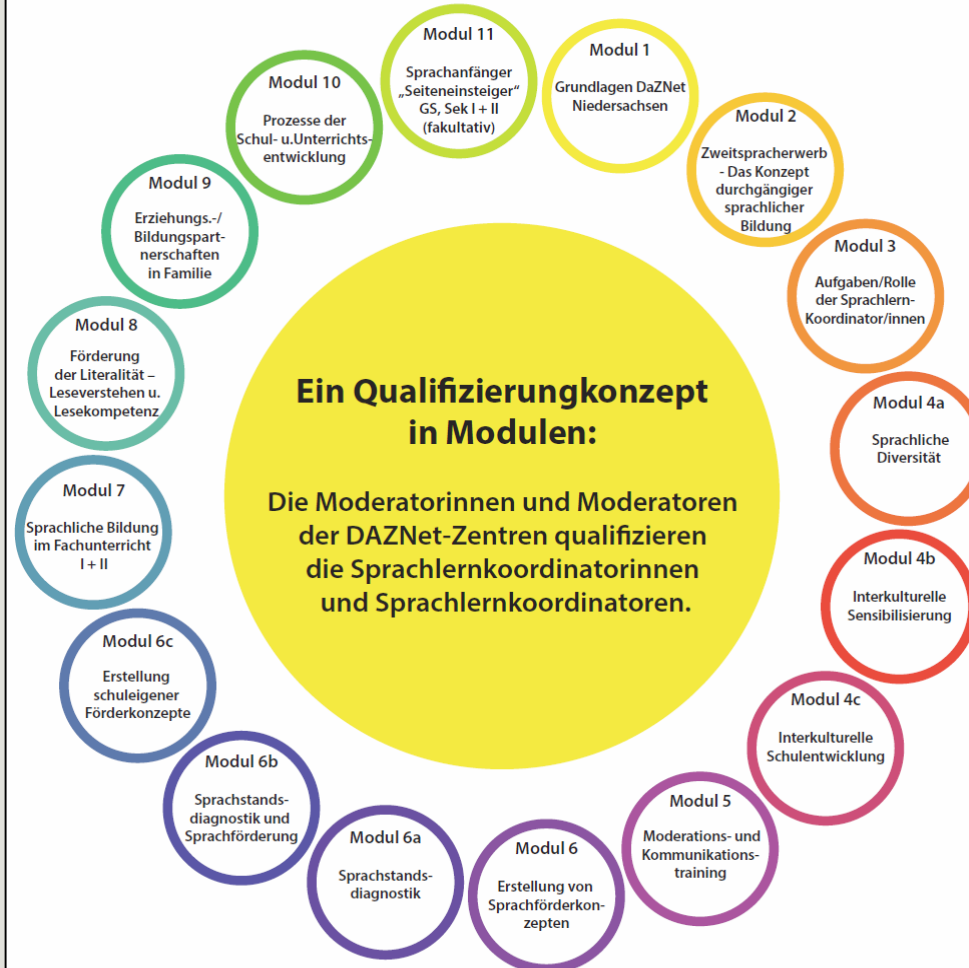 Modul 11
Sprachanfänger
„Seiteneinsteiger“
GS, Sek I + II
(fakultativ)
Modul 1
Grundlagen DaZNet
Niedersachsen
Modul 2
Zweitspracherwerb
- Das Konzept
durchgängiger
sprachlicher
Bildung
Modul 3
Aufgaben/Rolle
der Sprachlern-
Koordinator/innen
Modul 4a
Sprachliche
Diversität
Modul 4b
Interkulturelle
Sensibilisierung
Modul 4c
Interkulturelle
Schulentwicklung
Modul 5
Moderations- und
Kommunikations-
training
Modul 6
Erstellung von
Sprachförderkon-
zepten
Modul 6a
Sprachstands-
diagnostik
Modul 6b
Sprachstands-
diagnostik und
Sprachförderung
Modul 6c
Erstellung
schuleigener
Förderkonzepte
Modul 7
Sprachliche Bildung
im Fachunterricht
I + II
Modul 8
Förderung
der Literalität –
Leseverstehen u.
Lesekompetenz
Modul 9
Erziehungs.-/
Bildungspart-
nerschaften
in Familie
Modul 10
Prozesse der
Schul- u.Unterrichts-
entwicklung
Ein Qualifizierungkonzept
in Modulen:
Die Moderatorinnen und Moderatoren
der DAZNet-Zentren qualifizieren
die Sprachlernkoordinatorinnen
und Sprachlernkoordinatoren.